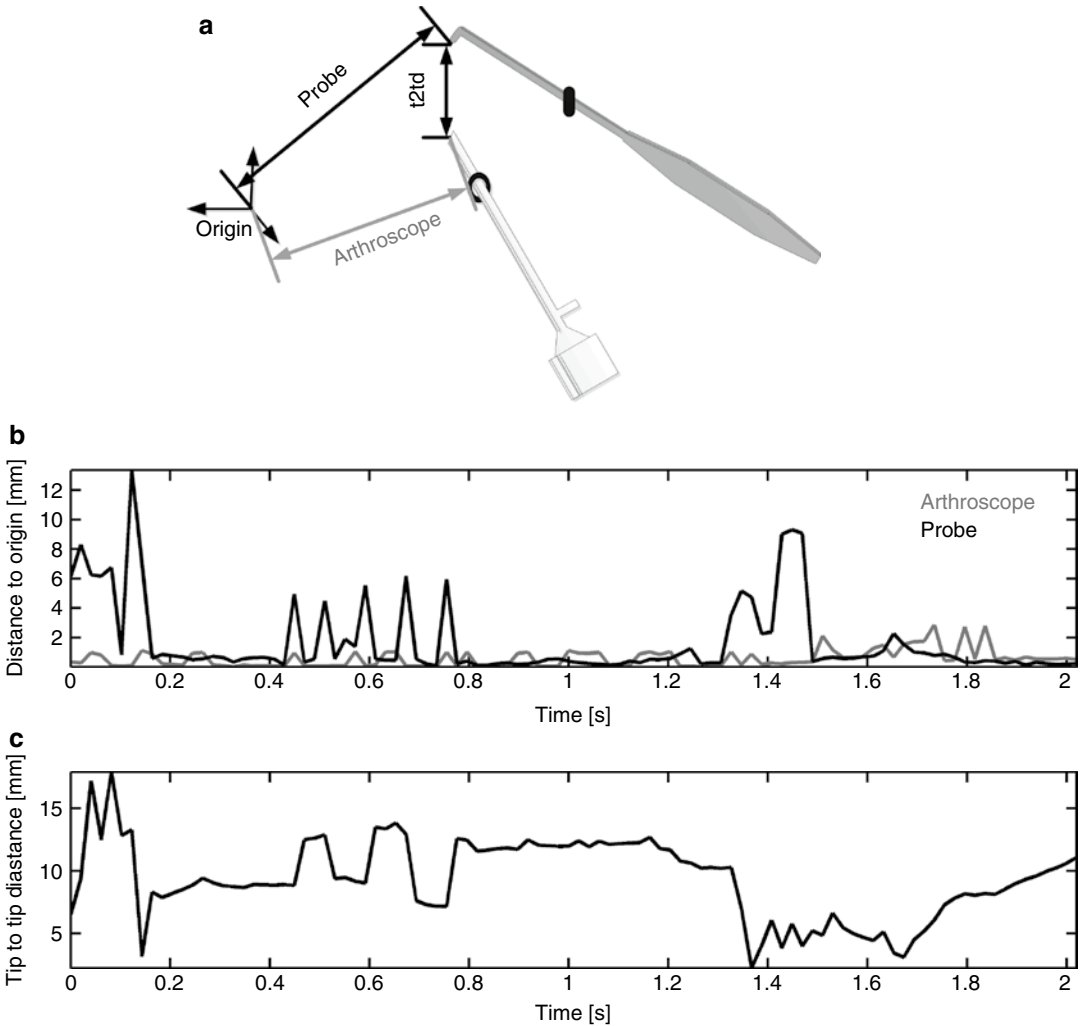 a
Probe
t2td
Origin
Arthroscope
b
Distance to origin [mm]
12
10
8
6
4
2
Arthroscope
Probe
0 0.2 0.4 0.6 0.8 1 1.2 1.4 1.6 1.8 2
Time [s]
c
Tip to tip diastance [mm]
15
10
5
0 0.2 0.4 0.6 0.8 1 1.2 1.4 1.6 1.8 2
Time [s]